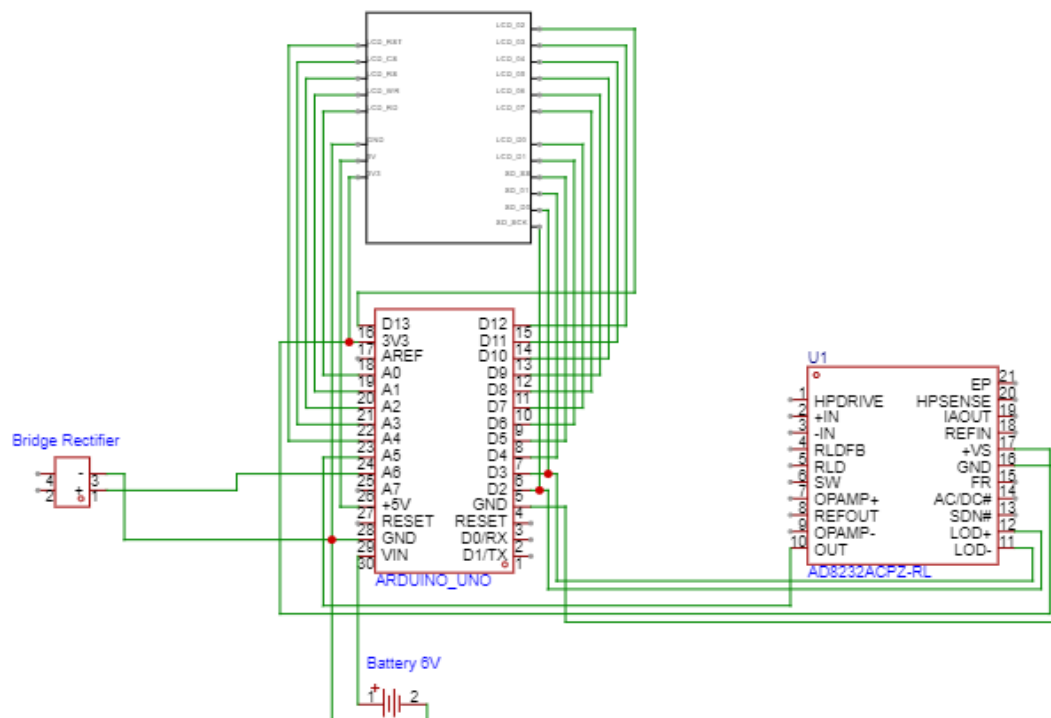 LCD_02
LCD_RST
LCD_03
LCD_CS
LCD_04
LCD_RS
LCD_05
LCD_WR
LCD_06
LCD_RD
LCD_07
GND
LCD_D0
5V
LCD_D1
3V3
SD_SS
SD_D1
SD_D0
SD_SCK
D13 D12
16 15
3V3 D11
17 14
AREF D10
18 13
A0 D9
19 12
A1 D8
20 11
A2 D7
21 10
A3 D6
22 9
A4 D5
23 8
A5 D4
24 7
A6 D3
25 6
A7 D2
26 5
+5V GND
27 4
RESET RESET
28 3
GND D0/RX
29 2
VIN D1/TX
30 1
ARDUINO_UNO
Bridge Rectifier
4 - 3
2 + 1
U1
EP 21
1 HPDRIVE HPSENSE 20
2 +IN IAOUT 19
3 -IN REFIN 18
4 RLDFB +VS 17
5 RLD GND 16
6 SW FR 15
7 OPAMP+ AC/DC# 14
8 REFOUT SDN# 13
9 OPAMP- LOD+ 12
10 OUT LOD- 11
AD8232ACPZ-RL
Battery 6V
+
1 2